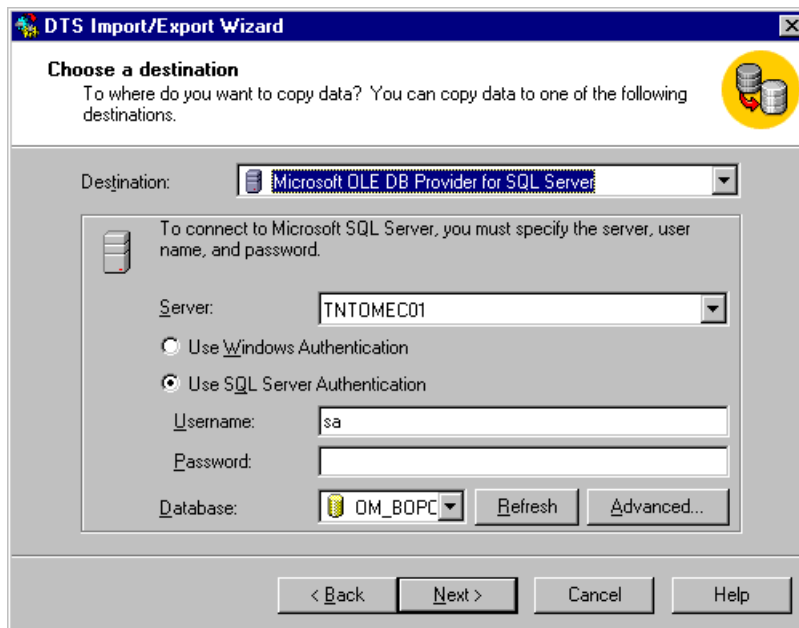 DTS Import/Export Wizard
Choose a destination
To where do you want to copy data? You can copy data to one of the following
destinations.
Destination: Microsoft OLE DB Provider for SQL Server
To connect to Microsoft SQL Server, you must specify the server, user
name, and password.
Server: TNTOMEC01
Use Windows Authentication
Use SQL Server Authentication
Username: sa
Password:
Database: OM_BOPC Refresh Advanced...
< Back Next > Cancel Help